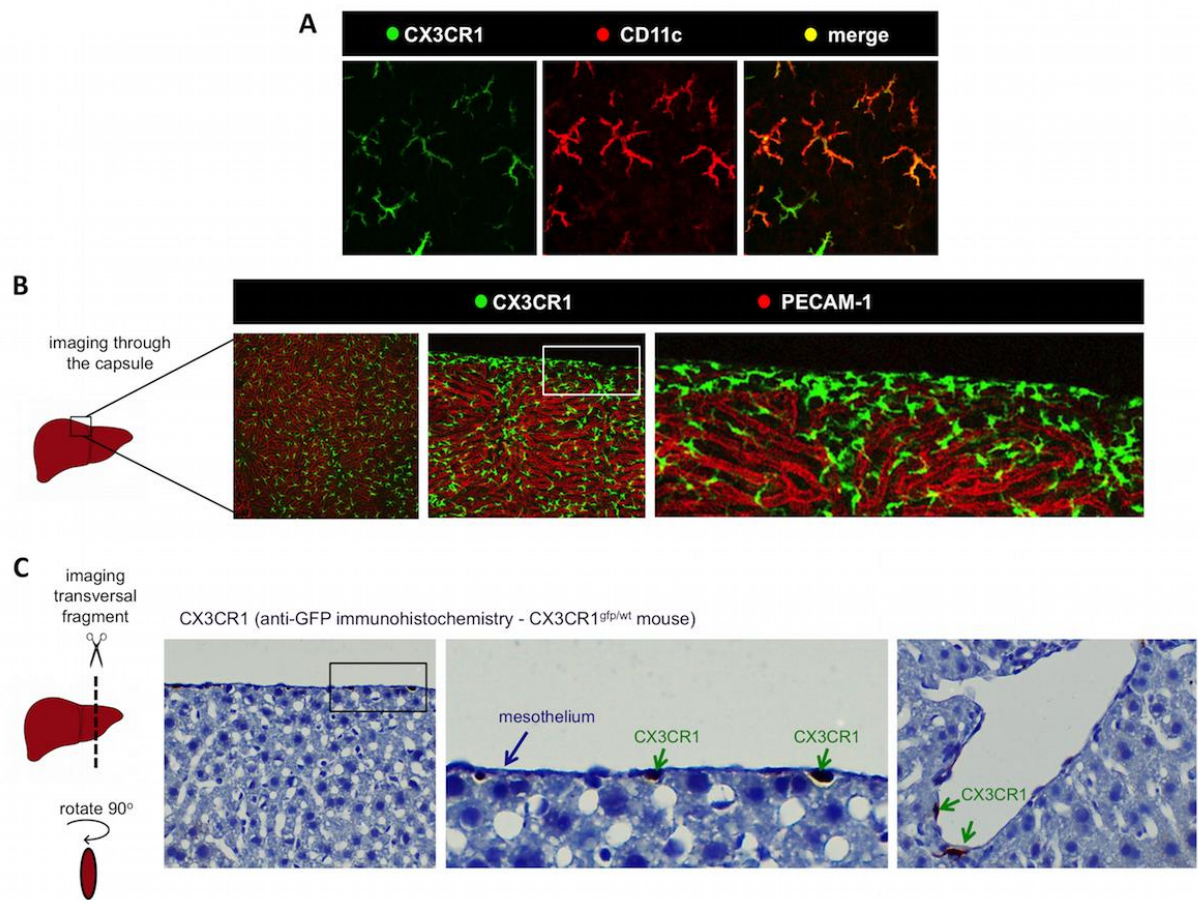 A
CX3CR1
CD11c
merge
B
CX3CR1
PECAM-1
imaging through
the capsule
C
imaging
transversal
fragment
CX3CR1 (anti-GFP immunohistochemistry - CX3CR1gfp/wt mouse)
mesothelium
CX3CR1
CX3CR1
CX3CR1
rotate 90º